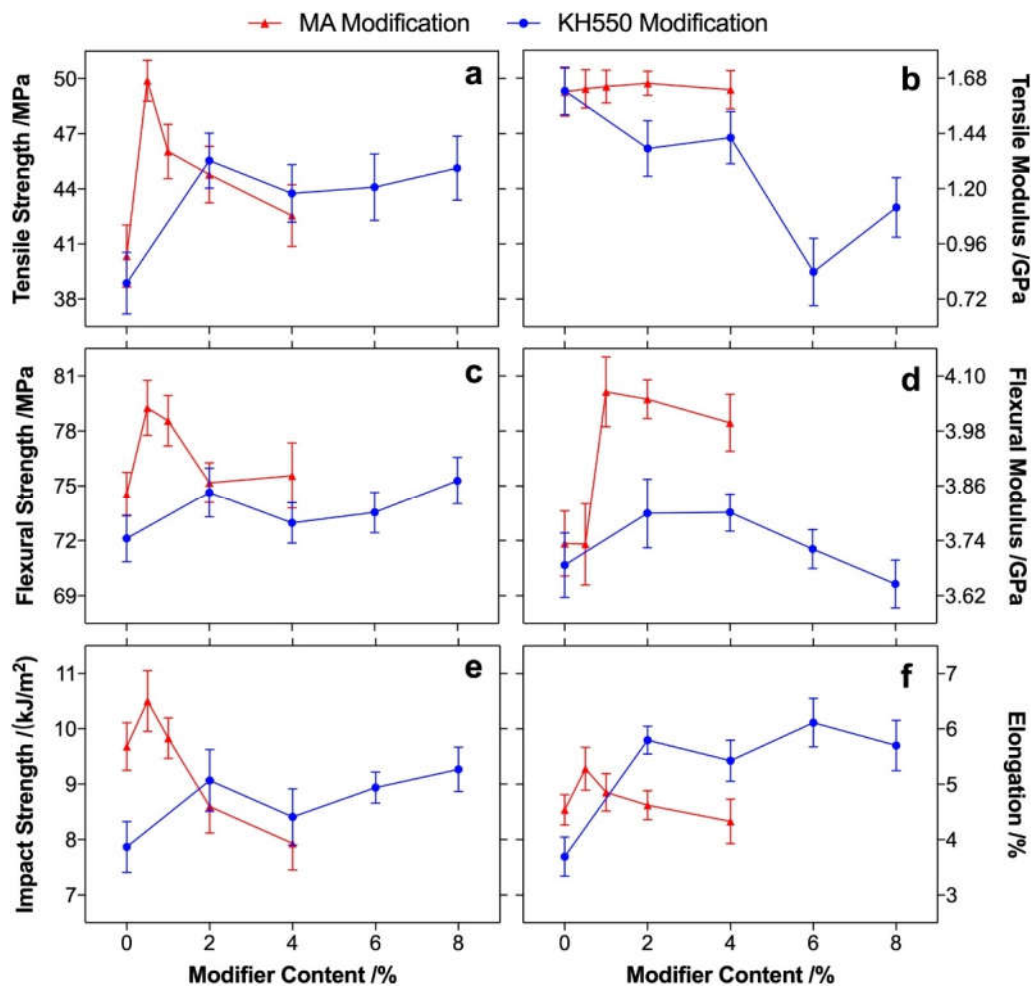 MA Modification KH550 Modification
a
Tensile Strength /MPa
50
47
44
41
38
b
1.68
1.44
1.20
0.96
0.72
Tensile Modulus /GPa
c
Flexural Strength /MPa
81
78
75
72
69
d
4.10
3.98
3.86
3.74
3.62
Flexural Modulus /GPa
e
Impact Strength /(kJ/m²)
11
10
9
8
7
f
7
6
5
4
3
Elongation /%
0 2 4 6 8
0 2 4 6 8
Modifier Content /%
Modifier Content /%